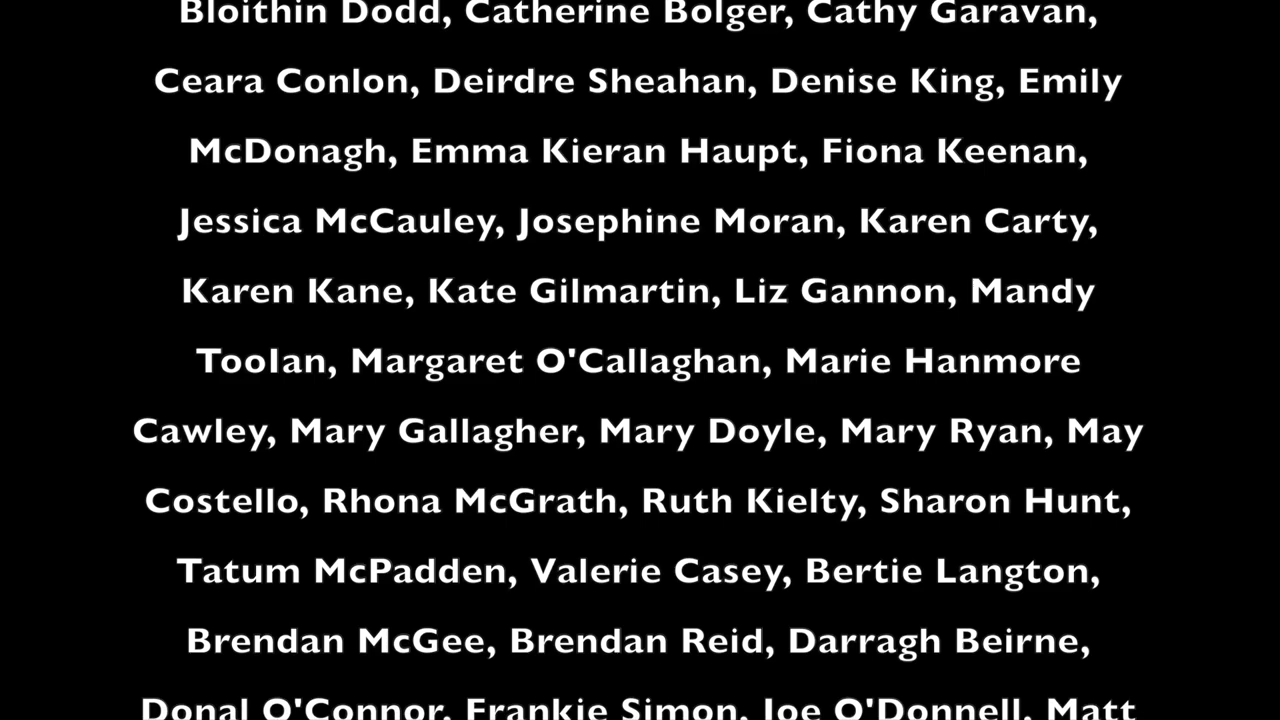 Bloithin Dodd, Catherine Bolger, Cathy Garavan,
Ceara Conlon, Deirdre Sheahan, Denise King, Emily
McDonagh, Emma Kieran Haupt, Fiona Keenan,
Jessica McCauley, Josephine Moran, Karen Carty,
Karen Kane, Kate Gilmartin, Liz Gannon, Mandy
Toolan, Margaret O'Callaghan, Marie Hanmore
Cawley, Mary Gallagher, Mary Doyle, Mary Ryan, May
Costello, Rhona McGrath, Ruth Kielty, Sharon Hunt,
Tatum McPadden, Valerie Casey, Bertie Langton,
Brendan McGee, Brendan Reid, Darragh Beirne,
Donal O'Connor, Frankie Simon, Joe O'Donnell, Matt